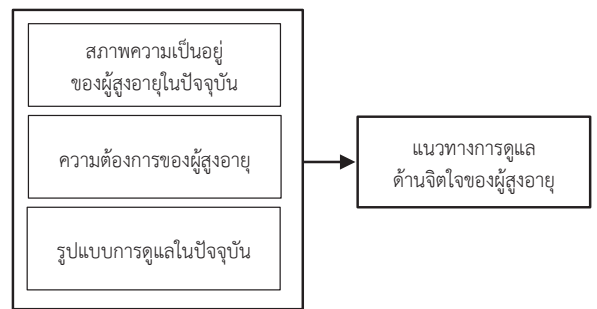 สภาพความเป็นอยู่
ของผู้สูงอายุในปัจจุบัน
ความต้องการของผู้สูงอายุ
รูปแบบการดูแลในปัจจุบัน
แนวทางการดูแล
ด้านจิตใจของผู้สูงอายุ